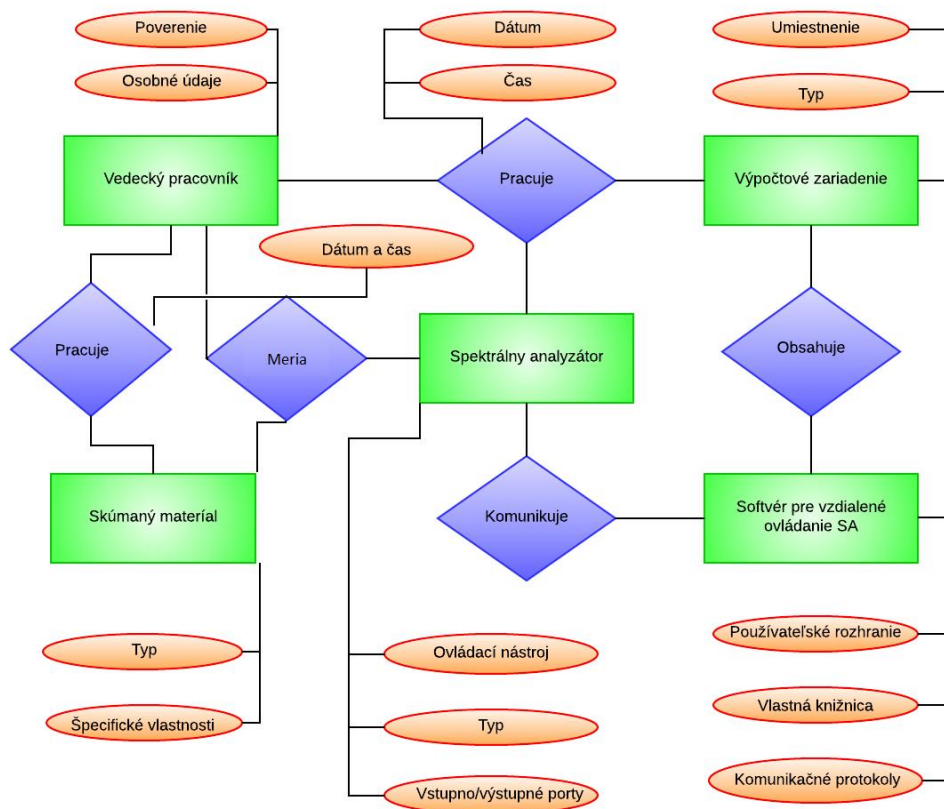 Poverenie
Dátum
Umiestnenie
Osobné údaje
Čas
Typ
Vedecký pracovník
Pracuje
Výpočtové zariadenie
Dátum a čas
Pracuje
Meria
Spektrálny analyzátor
Obsahuje
Skúmaný materíal
Komunikuje
Softvér pre vzdialené
ovládanie SA
Typ
Ovládací nástroj
Používateľské rozhranie
Špecifické vlastnosti
Typ
Vlastná knižnica
Vstupno/výstupné porty
Komunikačné protokoly